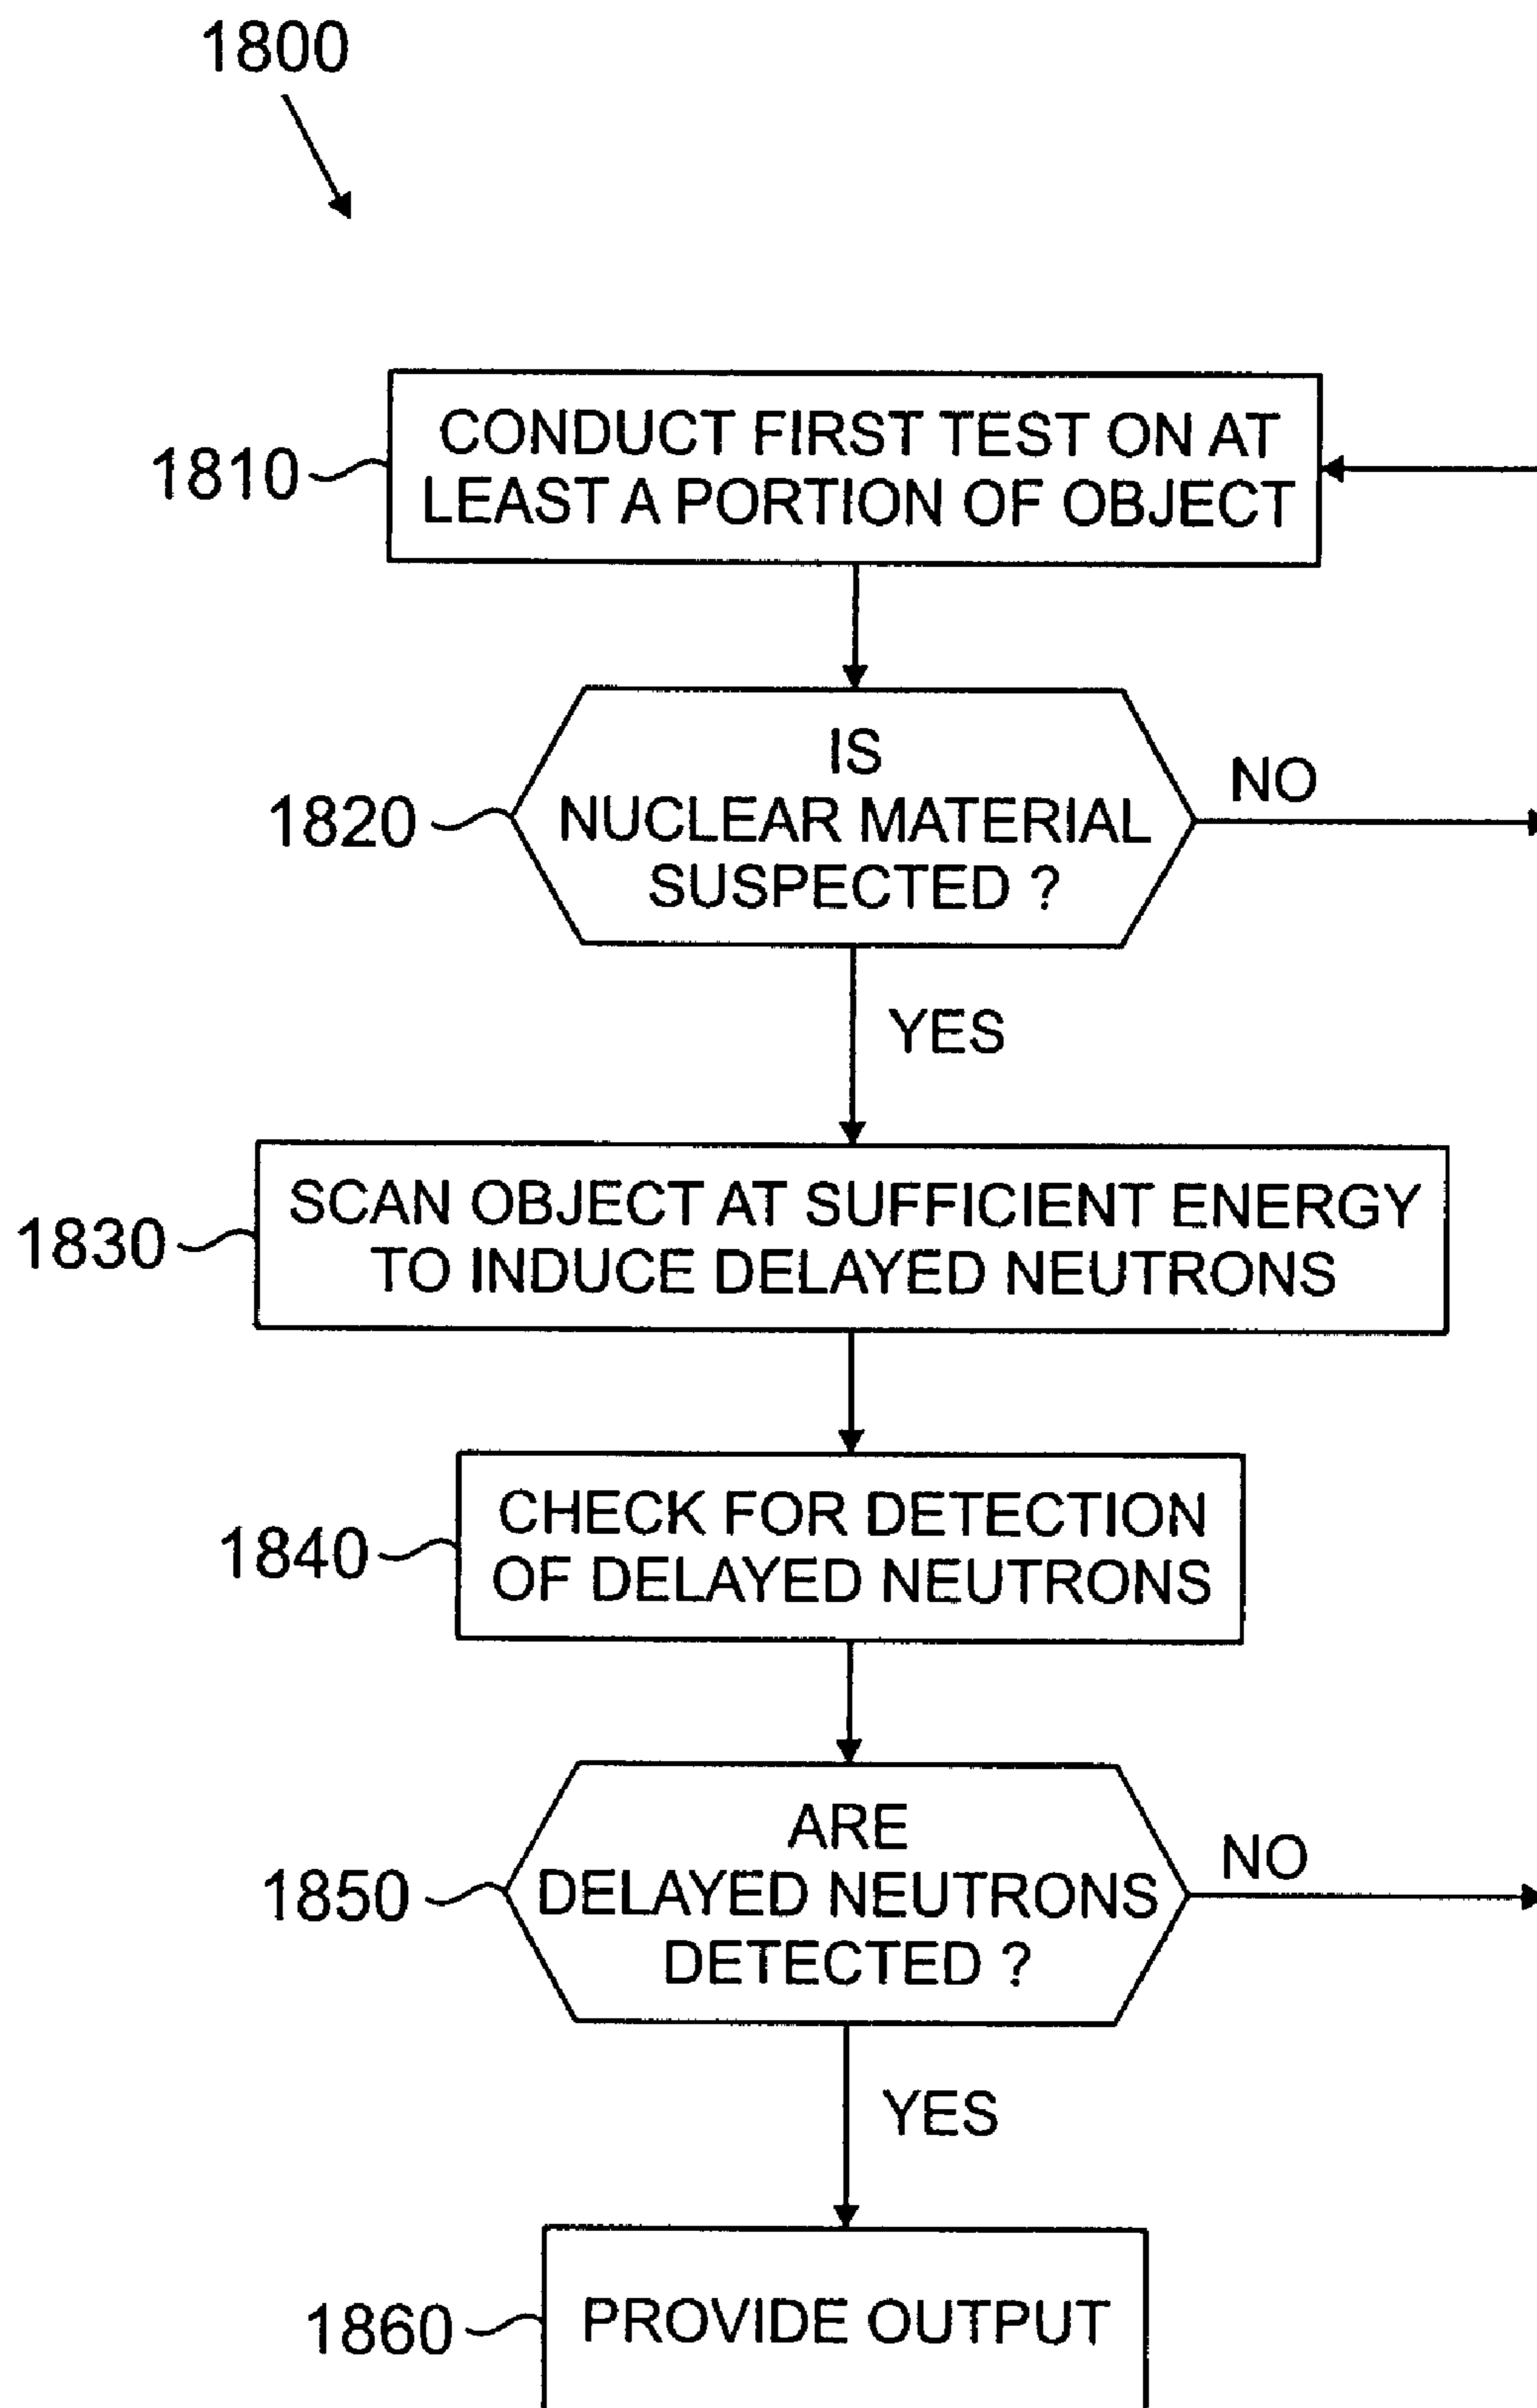 1800
1810
CONDUCT FIRST TEST ON AT
LEAST A PORTION OF OBJECT
1820
IS
NUCLEAR MATERIAL
SUSPECTED ?
NO
YES
1830
SCAN OBJECT AT SUFFICIENT ENERGY
TO INDUCE DELAYED NEUTRONS
1840
CHECK FOR DETECTION
OF DELAYED NEUTRONS
1850
ARE
DELAYED NEUTRONS
DETECTED ?
NO
YES
1860
PROVIDE OUTPUT